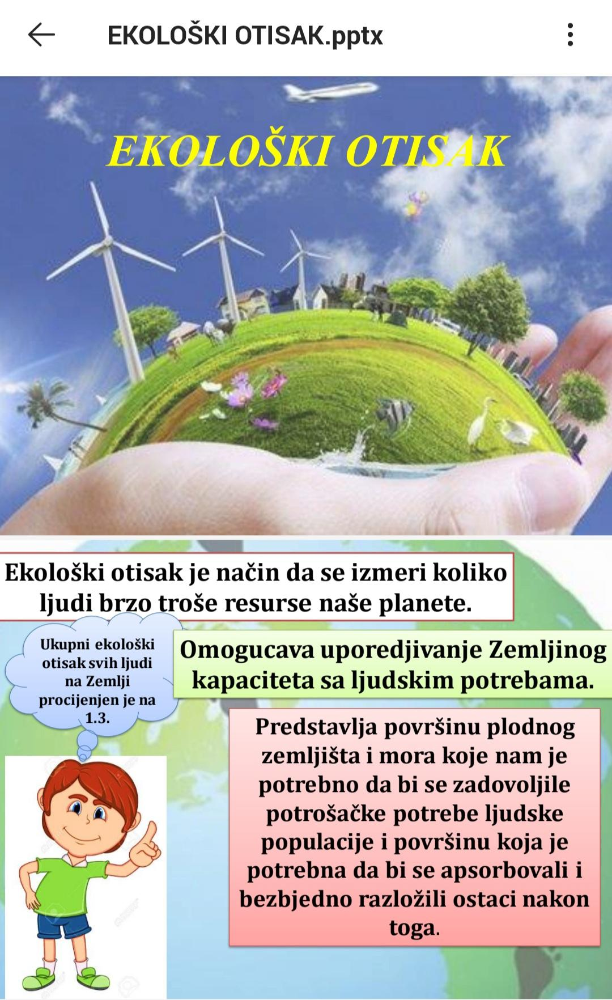 EKOLOŠKI OTISAK.pptx
EKOLOŠKI OTISAK
Ekološki otisak je način da se izmeri koliko
ljudi brzo troše resurse naše planete.
Ukupni ekološki
otisak svih ljudi
na Zemlji
procijenjen je na
1.3.
Omogucava uporedjivanje Zemljinog
kapaciteta sa ljudskim potrebama.
Predstavlja površinu plodnog
zemljišta i mora koje nam je
potrebno da bi se zadovoljile
potrošačke potrebe ljudske
populacije i površinu koja je
potrebna da bi se apsorbovali i
bezbjedno razložili ostaci nakon
toga.